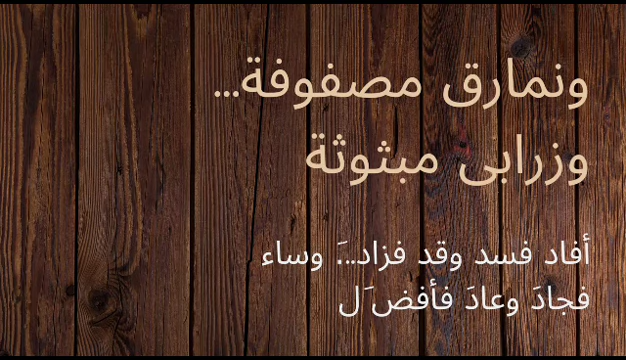 ونمارق مصفوفة...
وزرابى مبثوثة
أفاد فسد وقد فزاد...َ: وساء
فجادَ وعادَ فأفض َل